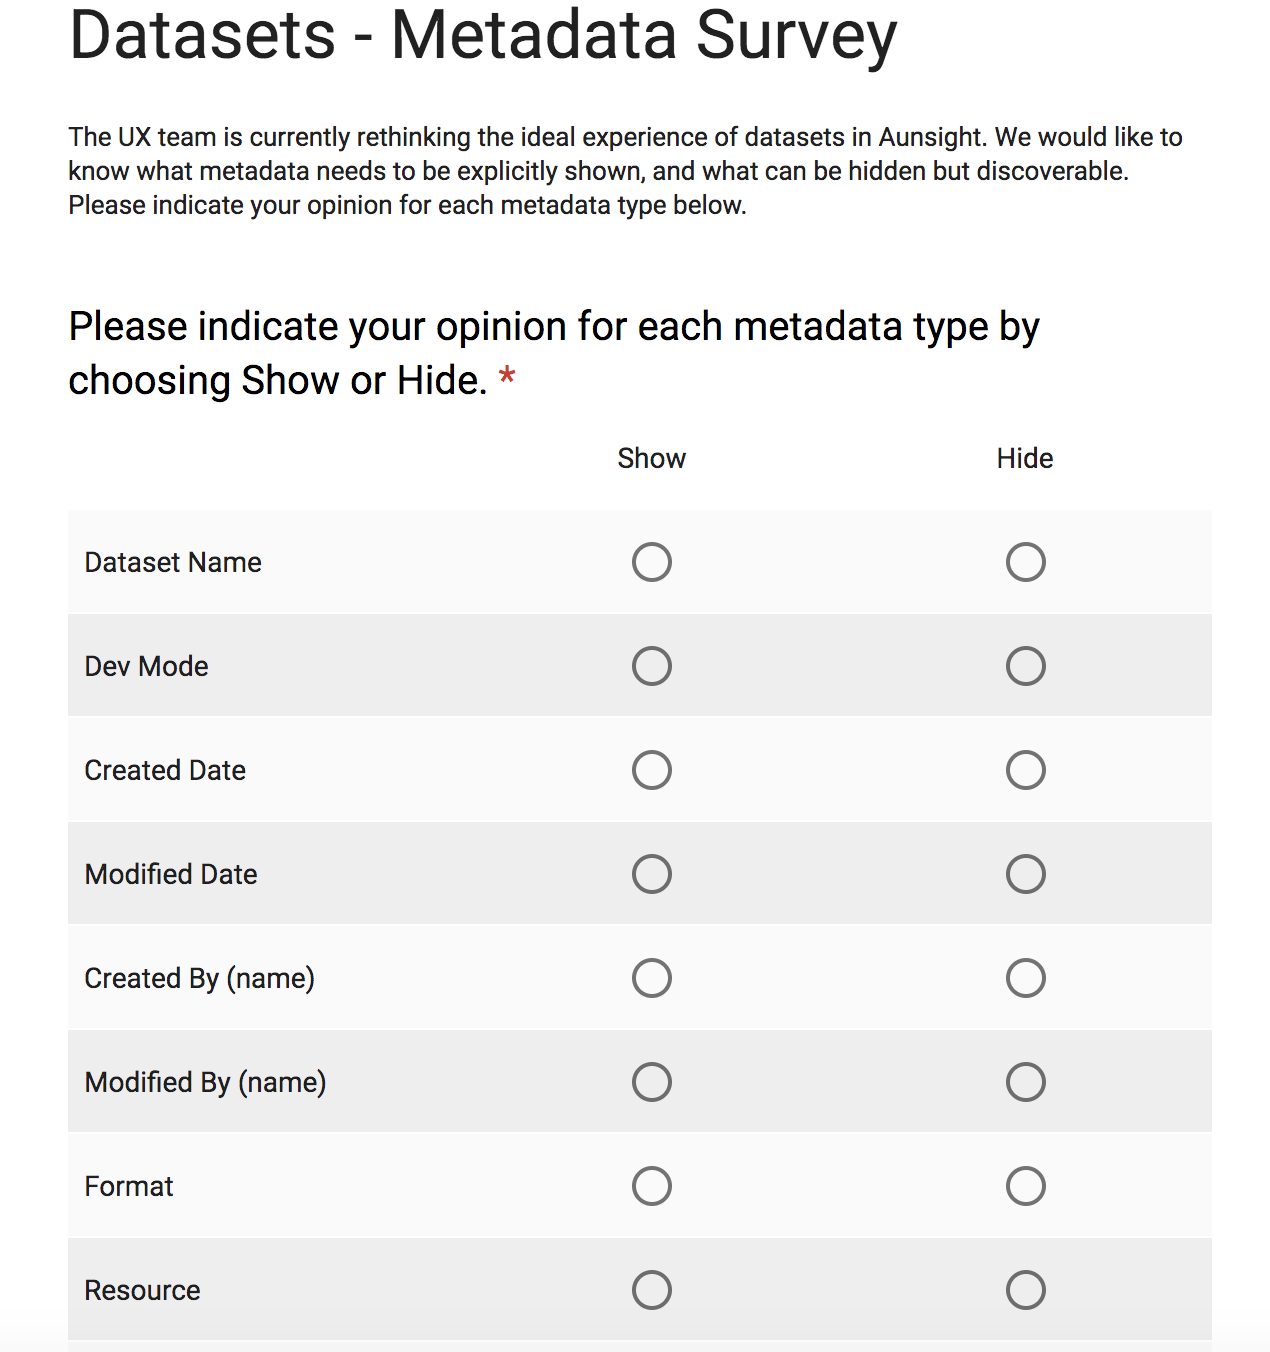 Datasets - Metadata Survey
The UX team is currently rethinking the ideal experience of datasets in Aunsight. We would like to
know what metadata needs to be explicitly shown, and what can be hidden but discoverable.
Please indicate your opinion for each metadata type below.
Please indicate your opinion for each metadata type by
choosing Show or Hide. *
Show Hide
Dataset Name
Dev Mode
Created Date
Modified Date
Created By (name)
Modified By (name)
Format
Resource